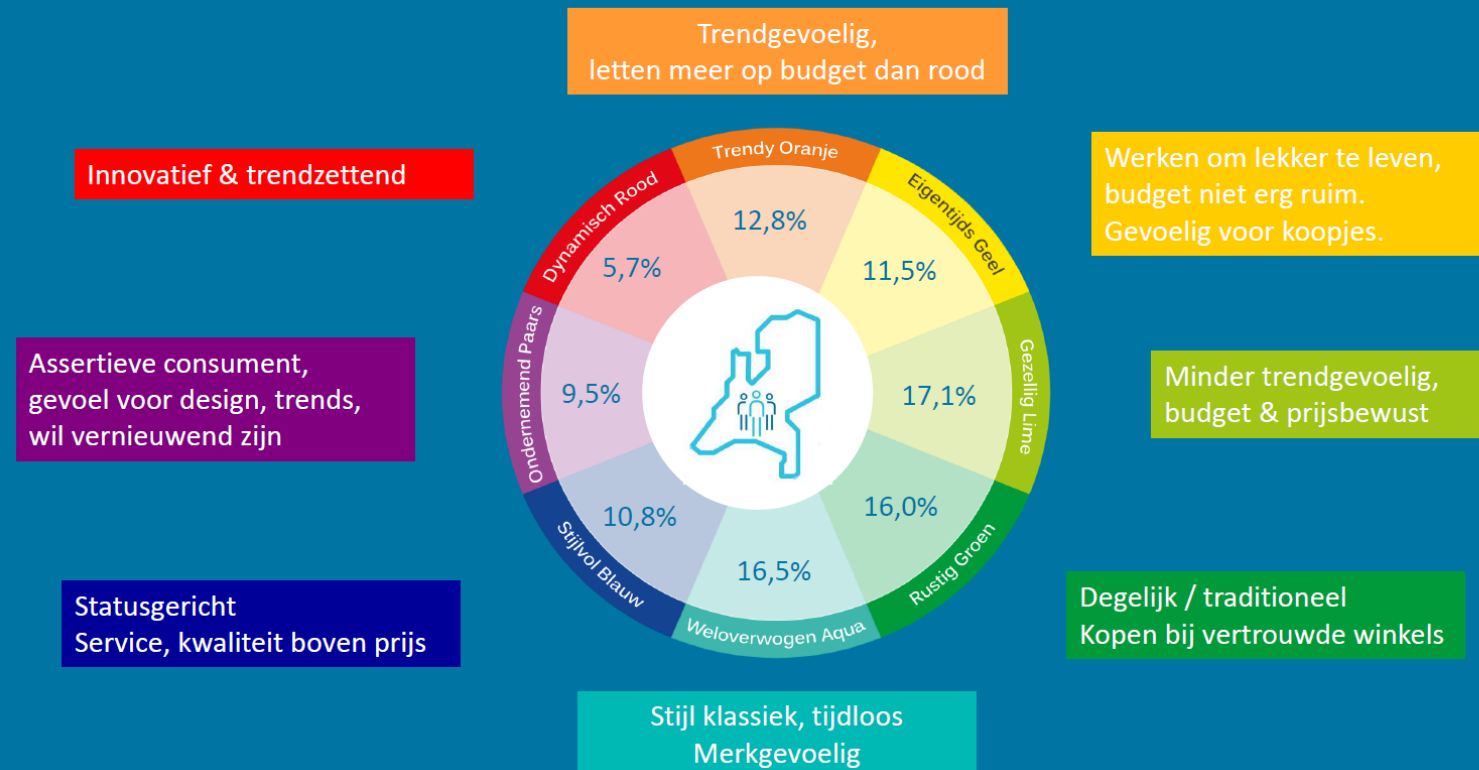 Trendgevoelig,
letten meer op budget dan rood
Innovatief & trendzettend
Werken om lekker te leven,
budget niet erg ruim.
Gevoelig voor koopjes.
Assertieve consument,
gevoel voor design, trends,
wil vernieuwend zijn
Minder trendgevoelig,
budget & prijsbewust
Statusgericht
Service, kwaliteit boven prijs
Degelijk / traditioneel
Kopen bij vertrouwde winkels
Stijl klassiek, tijdloos
Merkgevoelig
Trendy Oranje
12,8%
Eigentijds Geel
11,5%
Gezellig Lime
17,1%
Rustig Groen
16,0%
Weloverwogen Aqua
16,5%
Stijlvol Blauw
10,8%
Ondernemend Paars
9,5%
Dynamisch Rood
5,7%